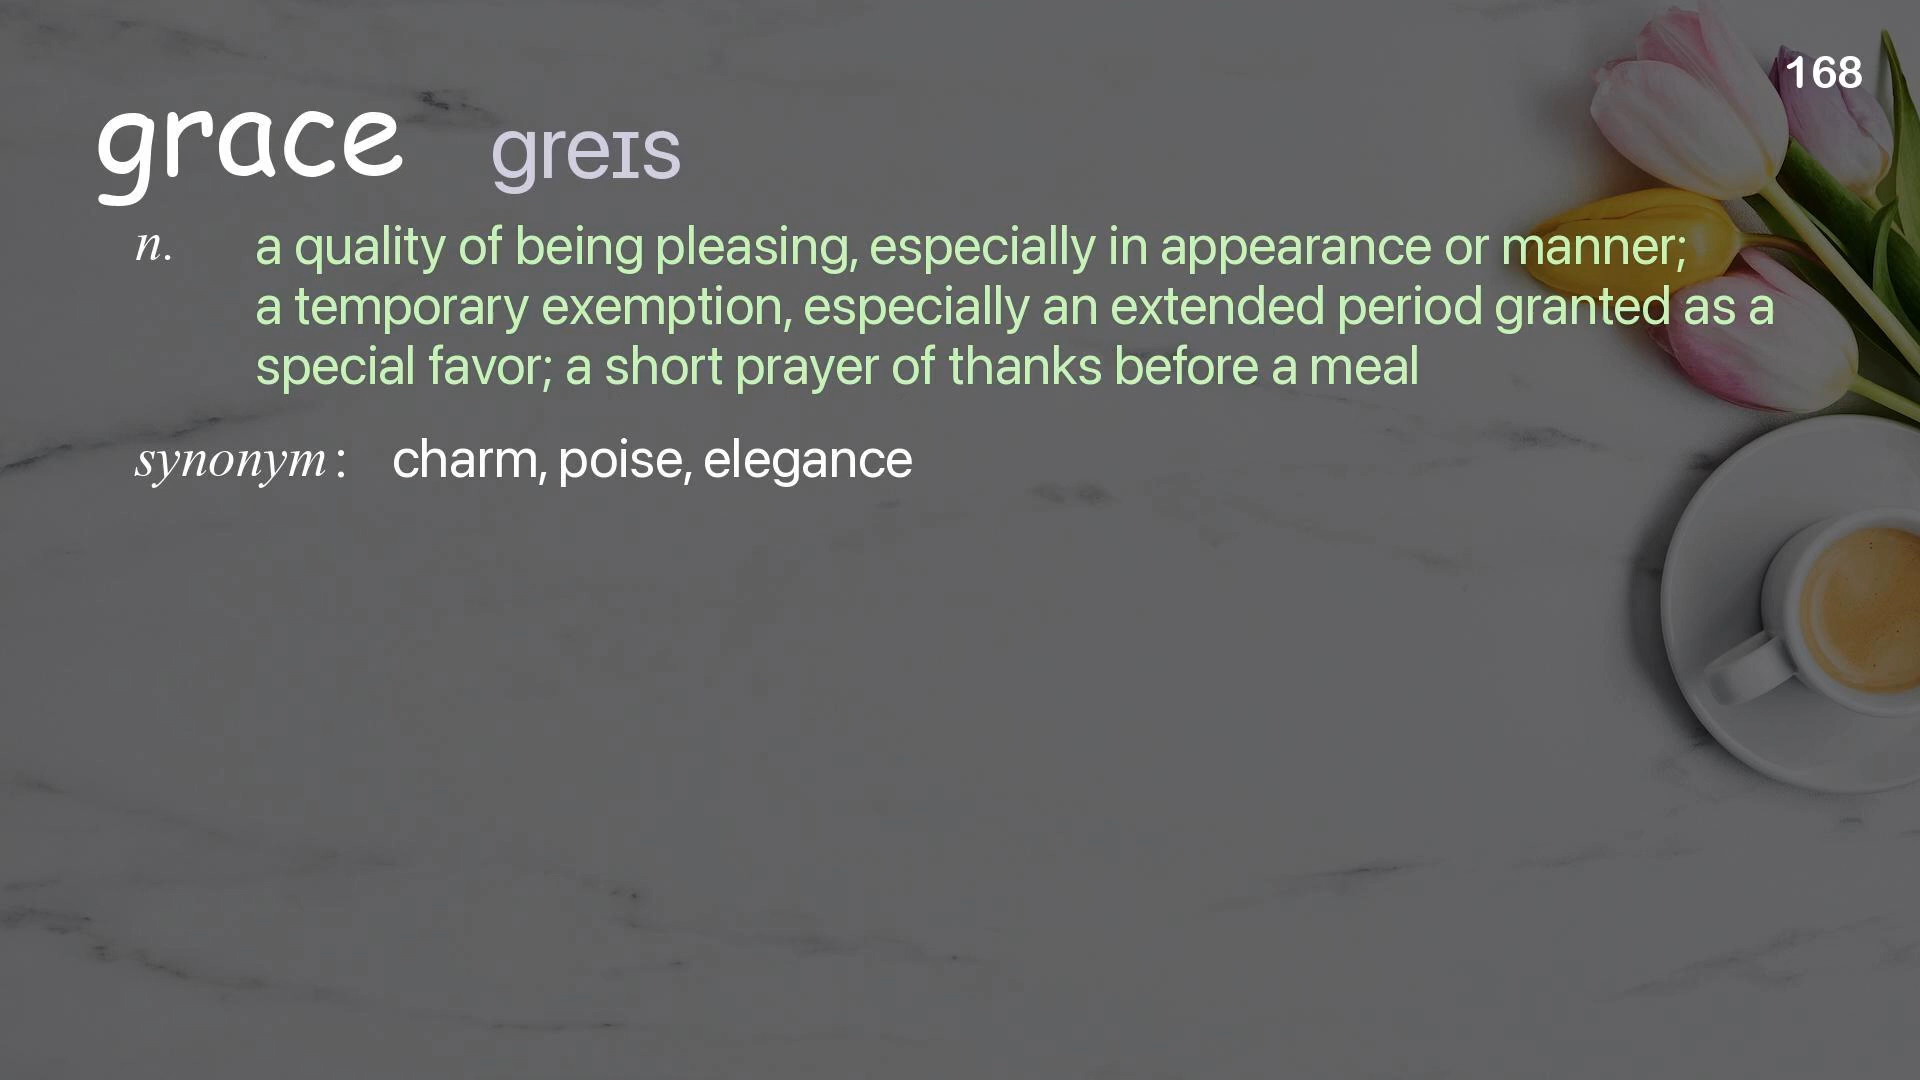 168
grace greɪs
n. a quality of being pleasing, especially in appearance or manner;
a temporary exemption, especially an extended period granted as a
special favor; a short prayer of thanks before a meal
synonym: charm, poise, elegance